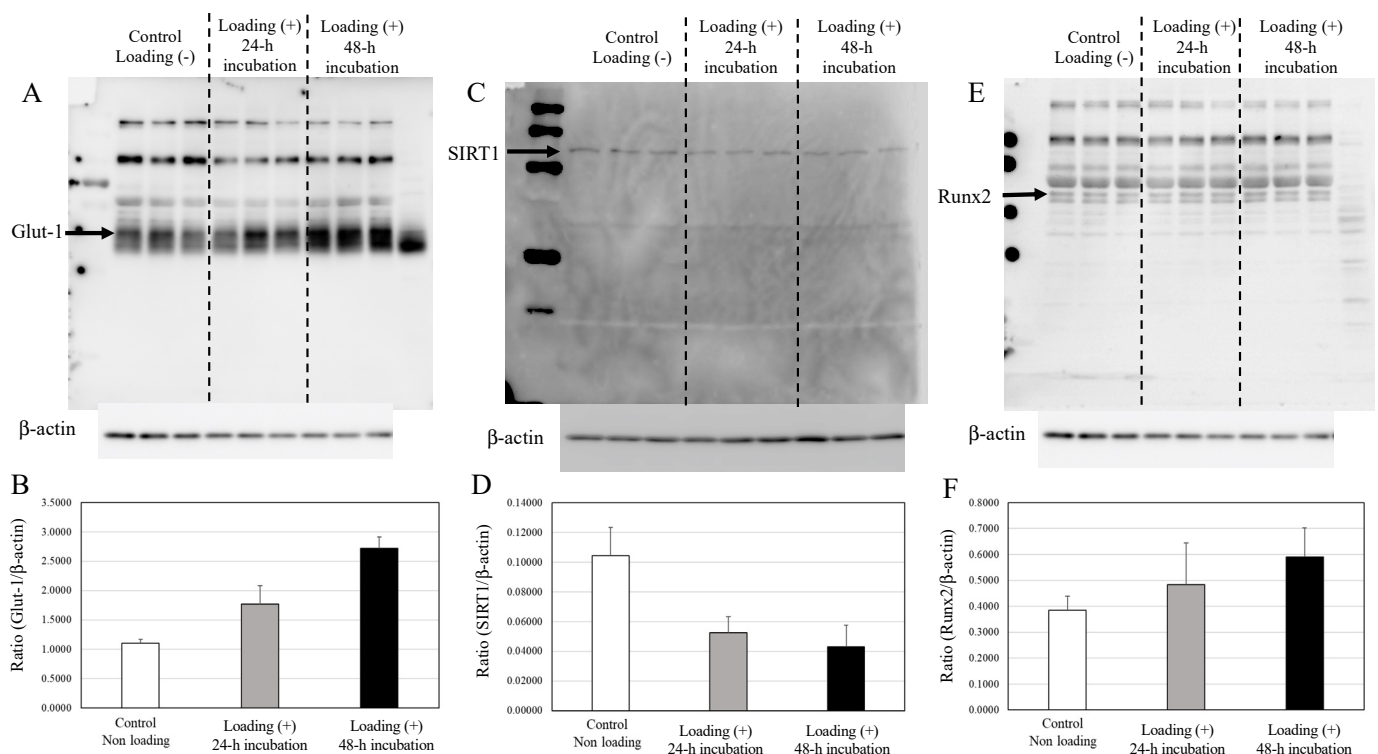 A
Control
Loading (-)
Loading (+)
24-h
incubation
Loading (+)
48-h
incubation
Glut-1
β-actin
C
Control
Loading (-)
Loading (+)
24-h
incubation
Loading (+)
48-h
incubation
SIRT1
β-actin
E
Control
Loading (-)
Loading (+)
24-h
incubation
Loading (+)
48-h
incubation
Runx2
β-actin
B
Ratio (Glut-1/β-actin)
3.5000
3.0000
2.5000
2.0000
1.5000
1.0000
0.5000
0.0000
Control
Non loading
Loading (+)
24-h incubation
Loading (+)
48-h incubation
D
Ratio (SIRT1/β-actin)
0.14000
0.12000
0.10000
0.08000
0.06000
0.04000
0.02000
0.00000
Control
Non loading
Loading (+)
24-h incubation
Loading (+)
48-h incubation
F
Ratio (Runx2/β-actin)
0.8000
0.7000
0.6000
0.5000
0.4000
0.3000
0.2000
0.1000
0.0000
Control
Non loading
Loading (+)
24-h incubation
Loading (+)
48-h incubation